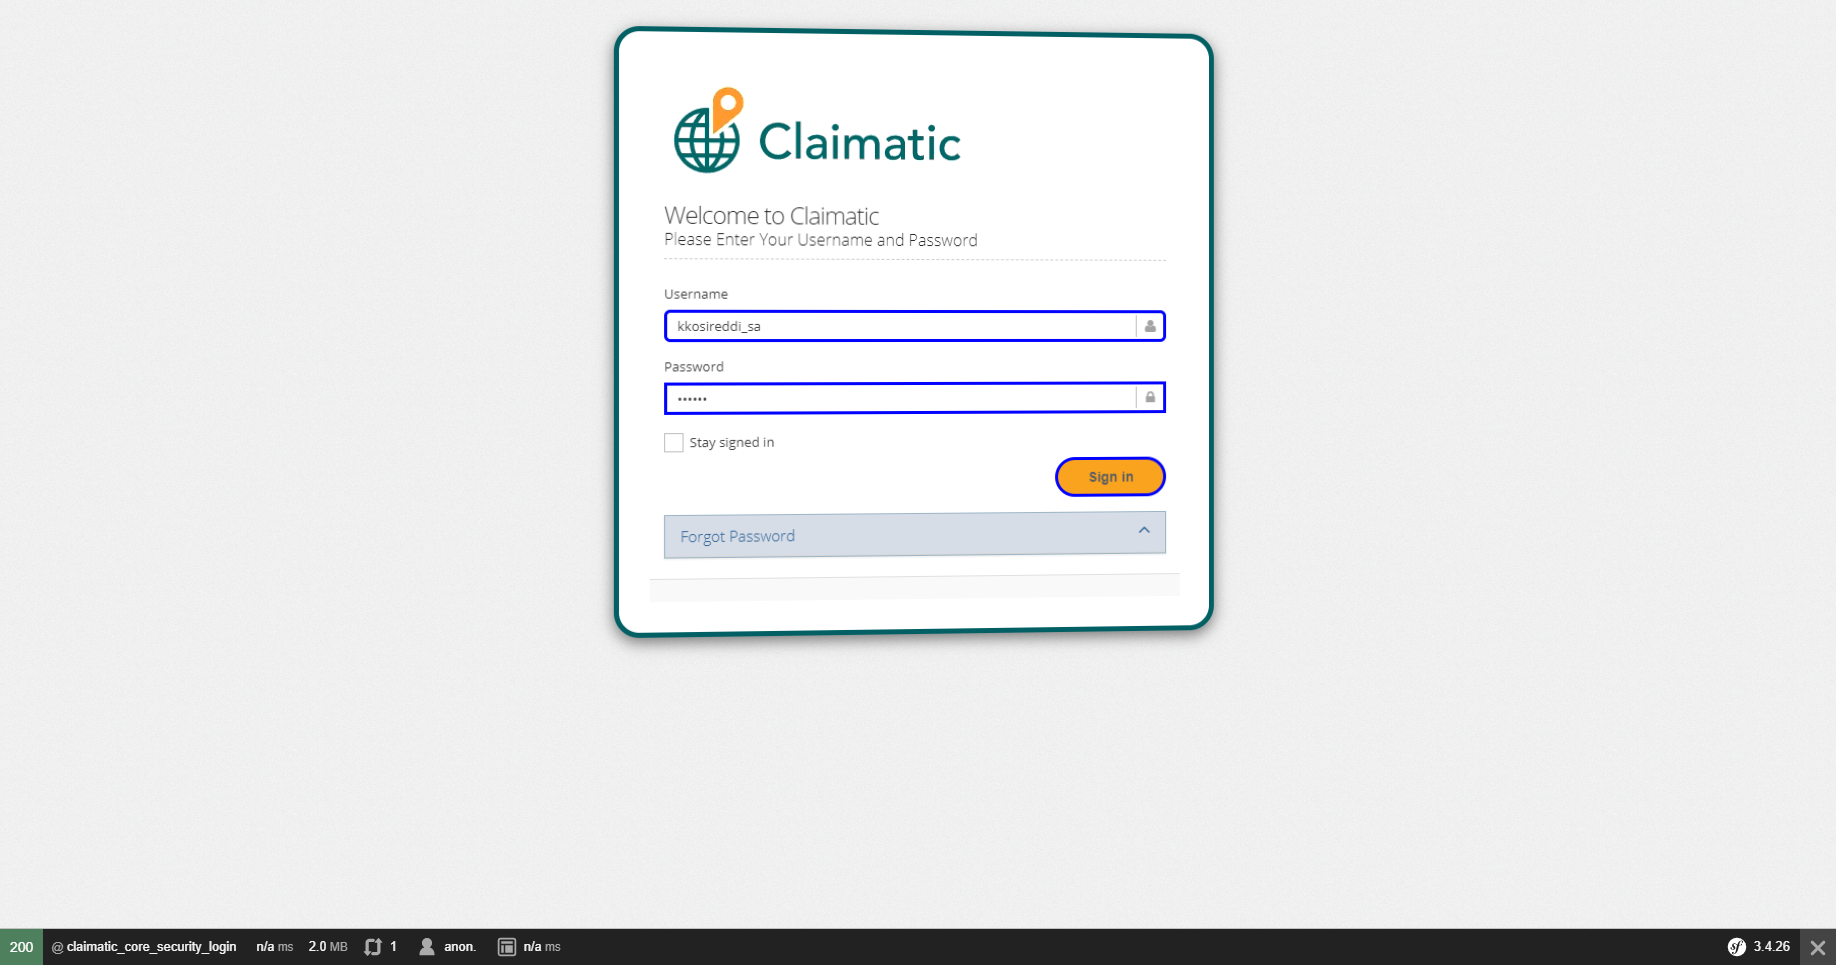 Claimatic
Welcome to Claimatic
Please Enter Your Username and Password
Username
kkosireddi_sa
Password
••••••
Stay signed in
Sign in
Forgot Password
200 @ claimatic_core_security_login n/a ms 2.0 MB 1 anon. n/a ms sf 3.4.26